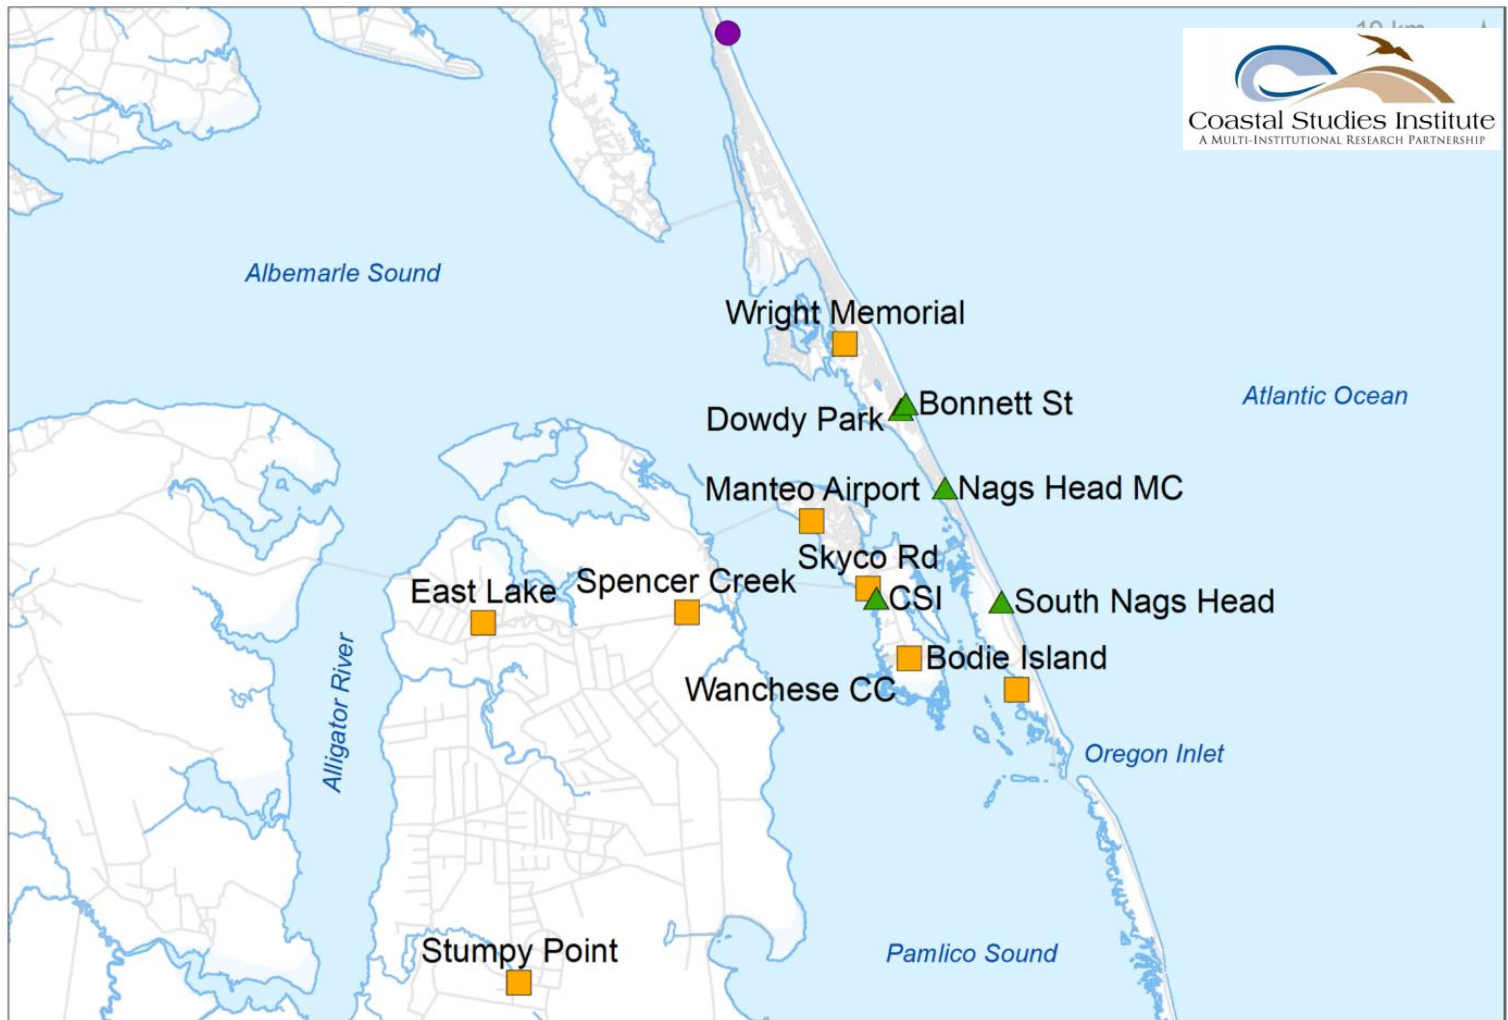 Coastal Studies Institute
A MULTI-INSTITUTIONAL RESEARCH PARTNERSHIP
Albemarle Sound
Wright Memorial
Atlantic Ocean
Bonnett St
Dowdy Park
Manteo Airport
Nags Head MC
Skyco Rd
Spencer Creek
East Lake
CSI
South Nags Head
Alligator River
Bodie Island
Wanchese CC
Oregon Inlet
Stumpy Point
Pamlico Sound